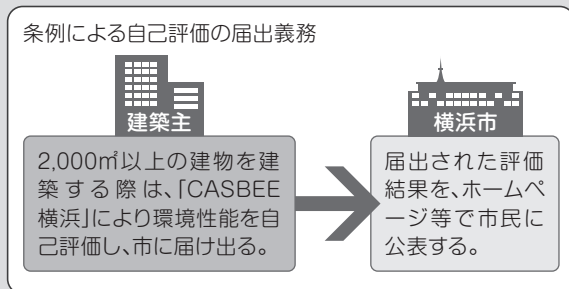 条例による自己評価の届出義務
建築主
2,000㎡以上の建物を建
築する際は、「CASBEE
横浜」により環境性能を自
己評価し、市に届け出る。
横浜市
届出された評価
結果を、ホームペ
ージ等で市民に
公表する。